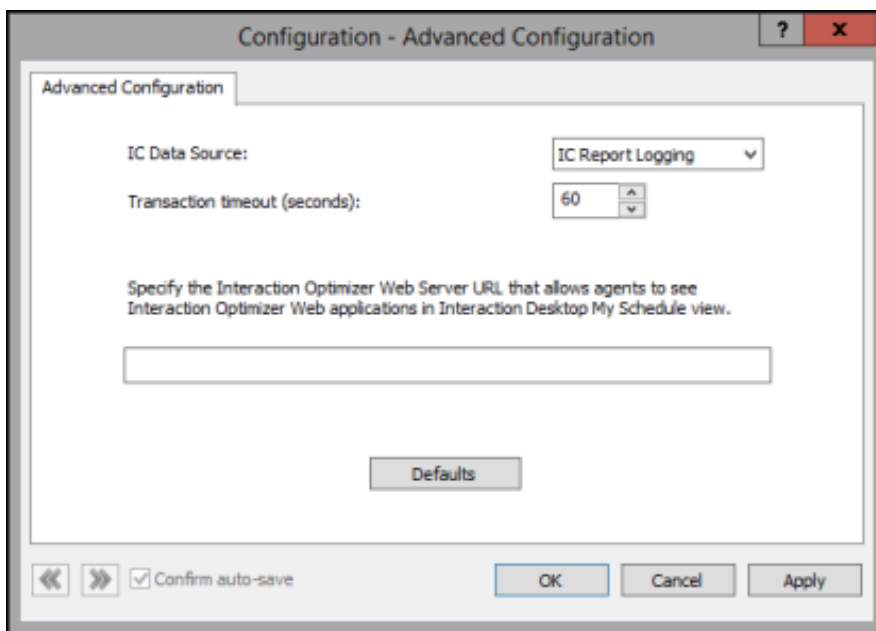 Configuration - Advanced Configuration
? x
Advanced Configuration
IC Data Source: IC Report Logging
Transaction timeout (seconds): 60
Specify the Interaction Optimizer Web Server URL that allows agents to see
Interaction Optimizer Web applications in Interaction Desktop My Schedule view.
Defaults
Confirm auto-save OK Cancel Apply